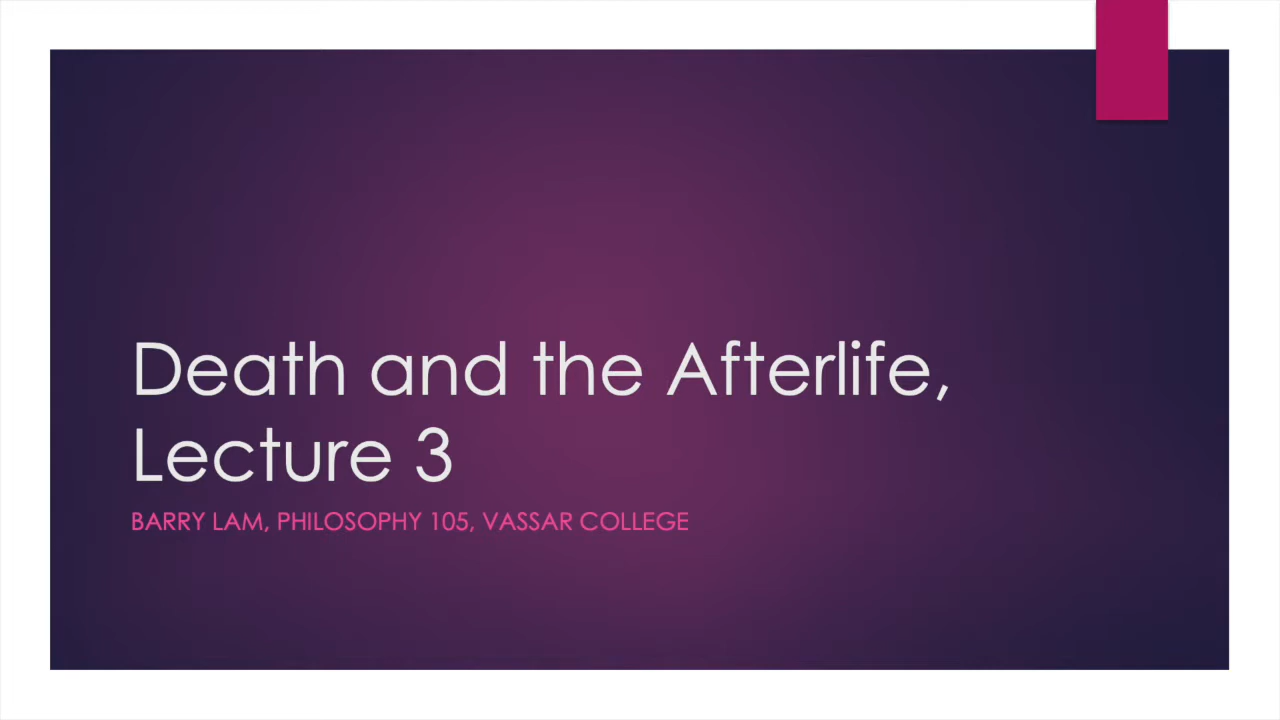 Death and the Afterlife,
Lecture 3
BARRY LAM, PHILOSOPHY 105, VASSAR COLLEGE